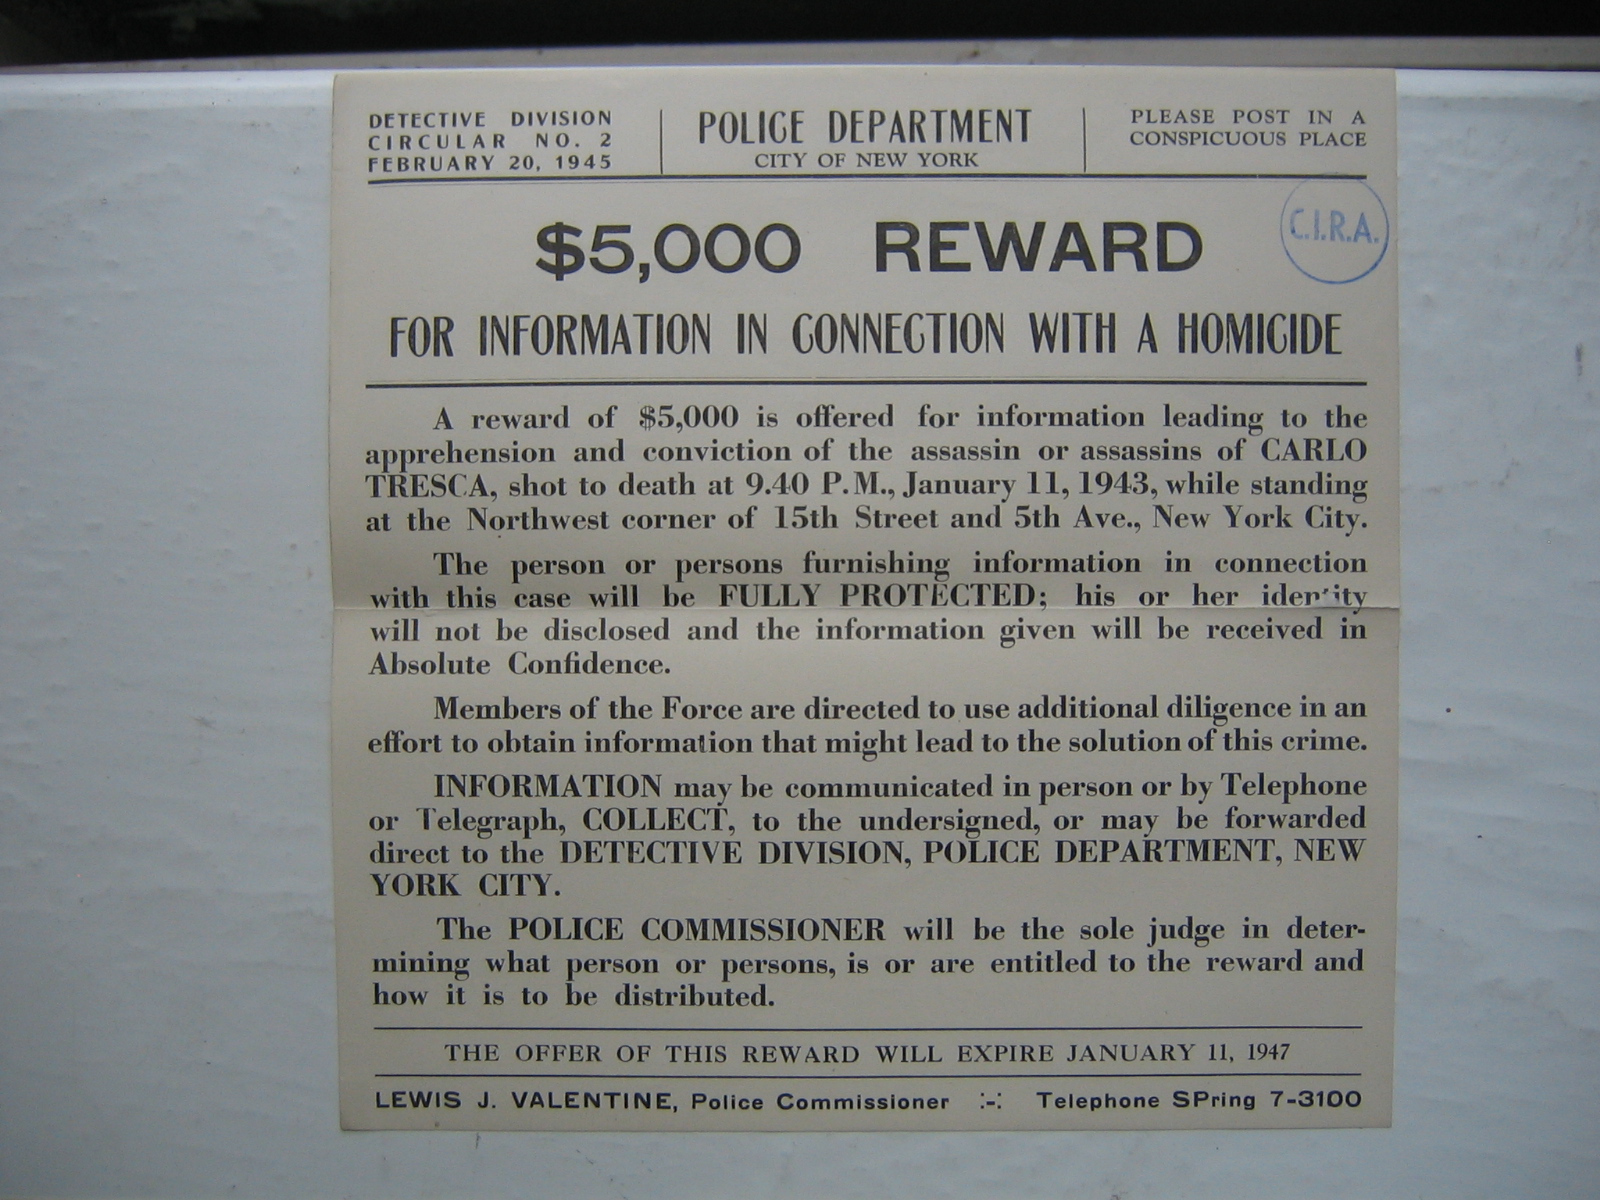 DETECTIVE DIVISION
CIRCULAR NO. 2
FEBRUARY 20, 1945
POLICE DEPARTMENT
CITY OF NEW YORK
PLEASE POST IN A
CONSPICUOUS PLACE
C.I.R.A.
$5,000 REWARD
FOR INFORMATION IN CONNECTION WITH A HOMICIDE
A reward of $5,000 is offered for information leading to the
apprehension and conviction of the assassin or assassins of CARLO
TRESCA, shot to death at 9.40 P.M., January 11, 1943, while standing
at the Northwest corner of 15th Street and 5th Ave., New York City.
The person or persons furnishing information in connection
with this case will be FULLY PROTECTED; his or her identity
will not be disclosed and the information given will be received in
Absolute Confidence.
Members of the Force are directed to use additional diligence in an
effort to obtain information that might lead to the solution of this crime.
INFORMATION may be communicated in person or by Telephone
or Telegraph, COLLECT, to the undersigned, or may be forwarded
direct to the DETECTIVE DIVISION, POLICE DEPARTMENT, NEW
YORK CITY.
The POLICE COMMISSIONER will be the sole judge in deter-
mining what person or persons, is or are entitled to the reward and
how it is to be distributed.
THE OFFER OF THIS REWARD WILL EXPIRE JANUARY 11, 1947
LEWIS J. VALENTINE, Police Commissioner :-: Telephone SPring 7-3100